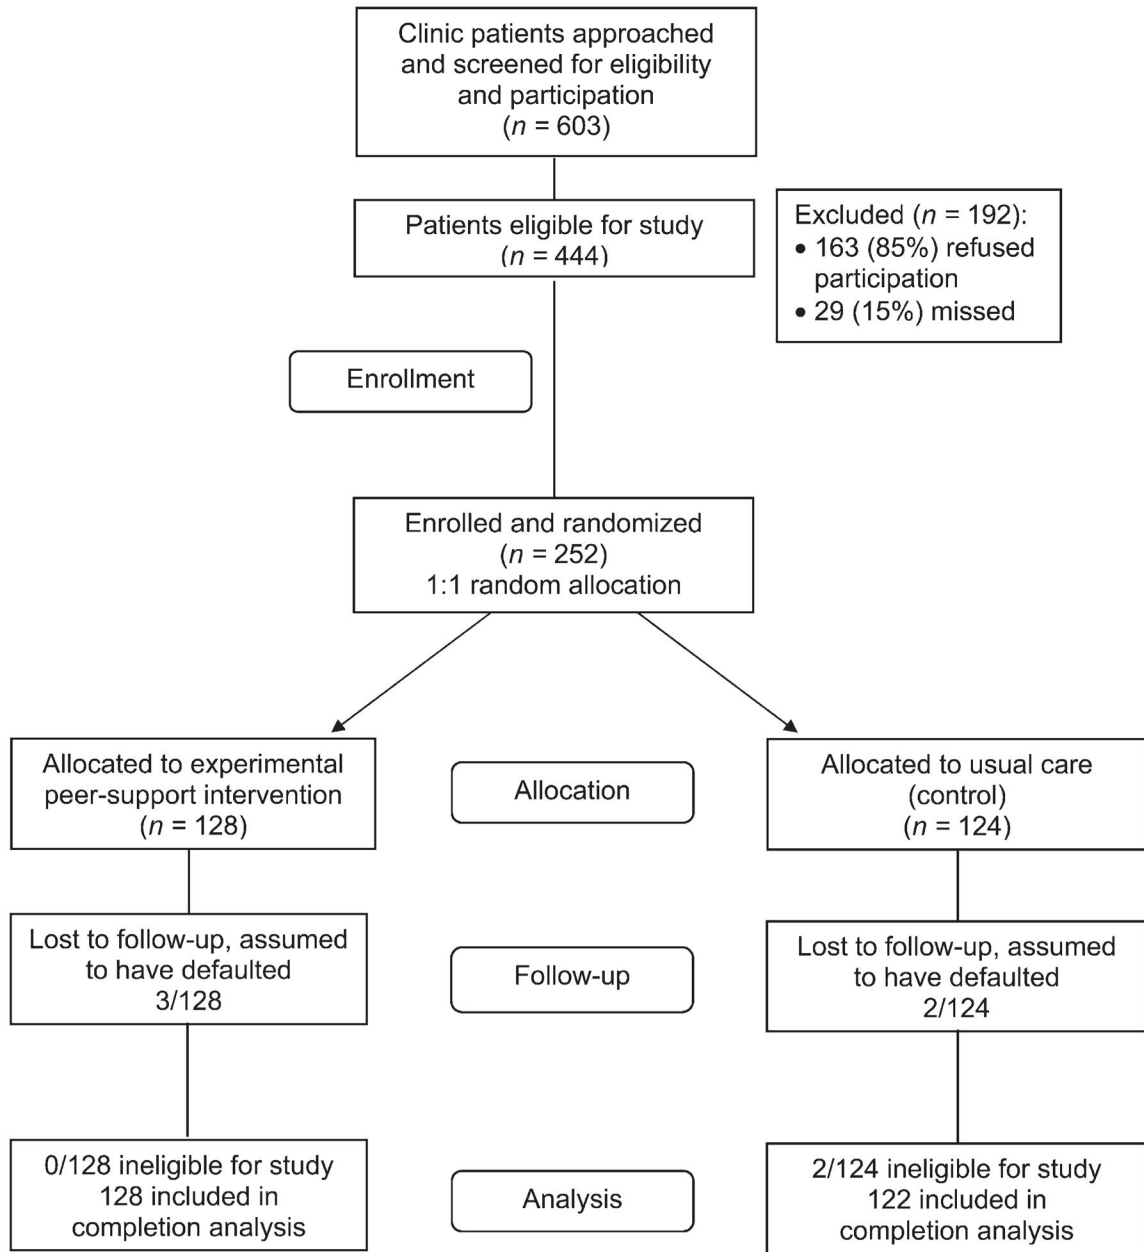 Clinic patients approached
and screened for eligibility
and participation
(n = 603)
Patients eligible for study
(n = 444)
Excluded (n = 192):
• 163 (85%) refused
participation
• 29 (15%) missed
Enrollment
Enrolled and randomized
(n = 252)
1:1 random allocation
Allocated to experimental
peer-support intervention
(n = 128)
Allocation
Allocated to usual care
(control)
(n = 124)
Lost to follow-up, assumed
to have defaulted
3/128
Follow-up
Lost to follow-up, assumed
to have defaulted
2/124
0/128 ineligible for study
128 included in
completion analysis
Analysis
2/124 ineligible for study
122 included in
completion analysis